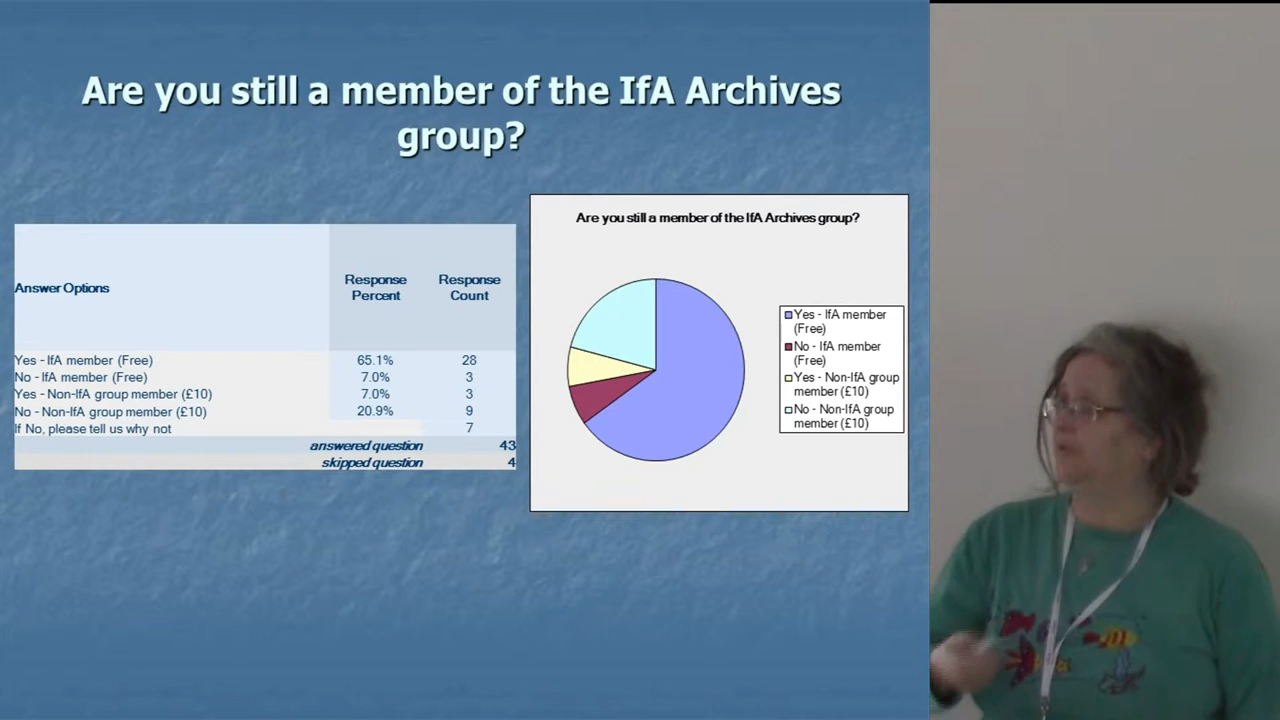 Are you still a member of the IfA Archives
group?
Answer Options
Response
Percent
Response
Count
Yes - IfA member (Free) 65.1% 28
No - IfA member (Free) 7.0% 3
Yes - Non-IfA group member (£10) 7.0% 3
No - Non-IfA group member (£10) 20.9% 9
If No, please tell us why not 7
answered question 43
skipped question 4
Are you still a member of the IfA Archives group?
Yes - IfA member
(Free)
No - IfA member
(Free)
Yes - Non-IfA group
member (£10)
No - Non-IfA group
member (£10)